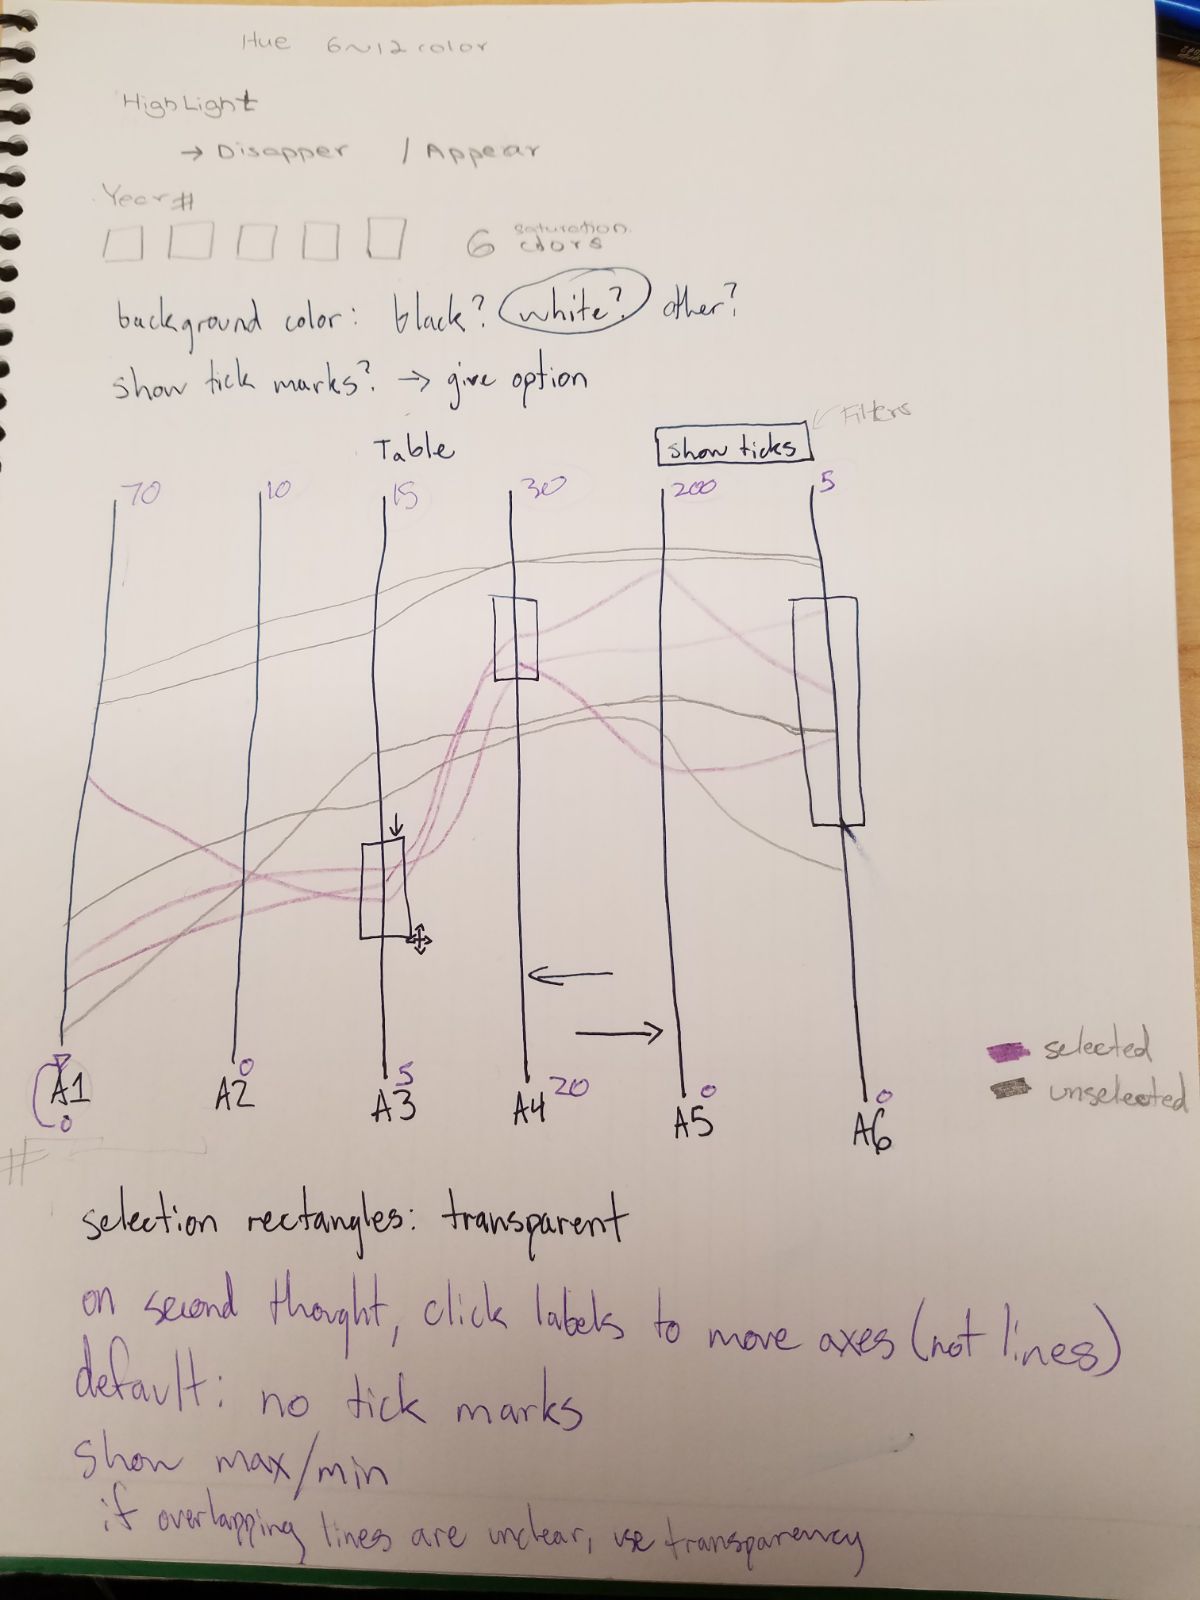 Hue 6~12 color
HighLight
→ Disapper / Appear
Year#
6 saturation colors
background color: black? white? other?
show tick marks? → give option
Filters
Table
show ticks
70 10 15 30 200 5
selected
unselected
0 5 20 0 0
A1 A2 A3 A4 A5 A6
0
#
selection rectangles: transparent
on second thought, click labels to move axes (not lines)
default: no tick marks
show max/min
if overlapping lines are unclear, use transparency